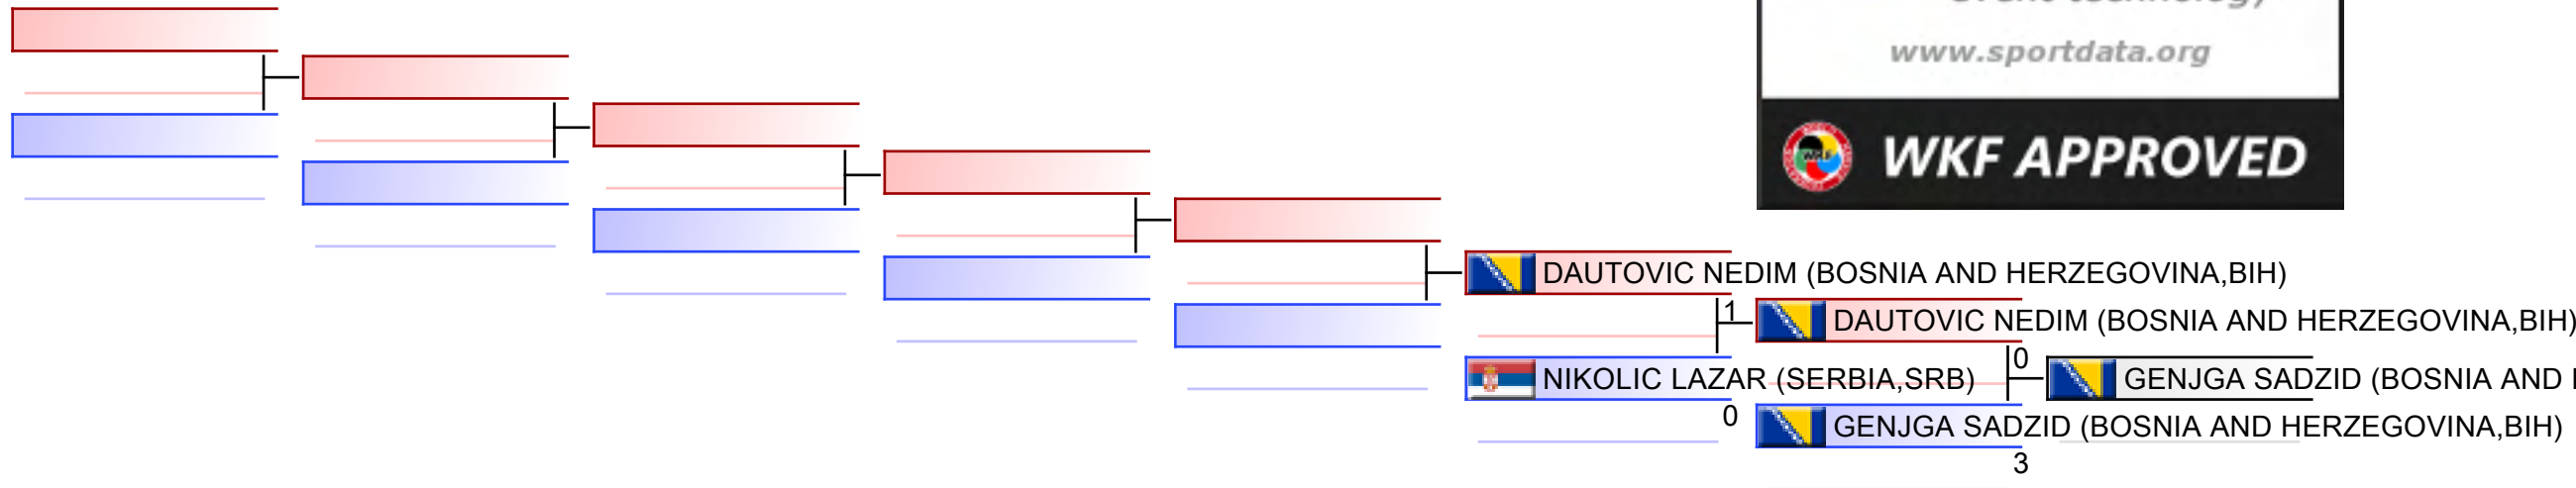 www.sportdata.org
WKF APPROVED
DAUTOVIC NEDIM (BOSNIA AND HERZEGOVINA,BIH)
1
DAUTOVIC NEDIM (BOSNIA AND HERZEGOVINA,BIH)
0
NIKOLIC LAZAR (SERBIA,SRB)
GENJGA SADZID (BOSNIA AND
0
GENJGA SADZID (BOSNIA AND HERZEGOVINA,BIH)
3